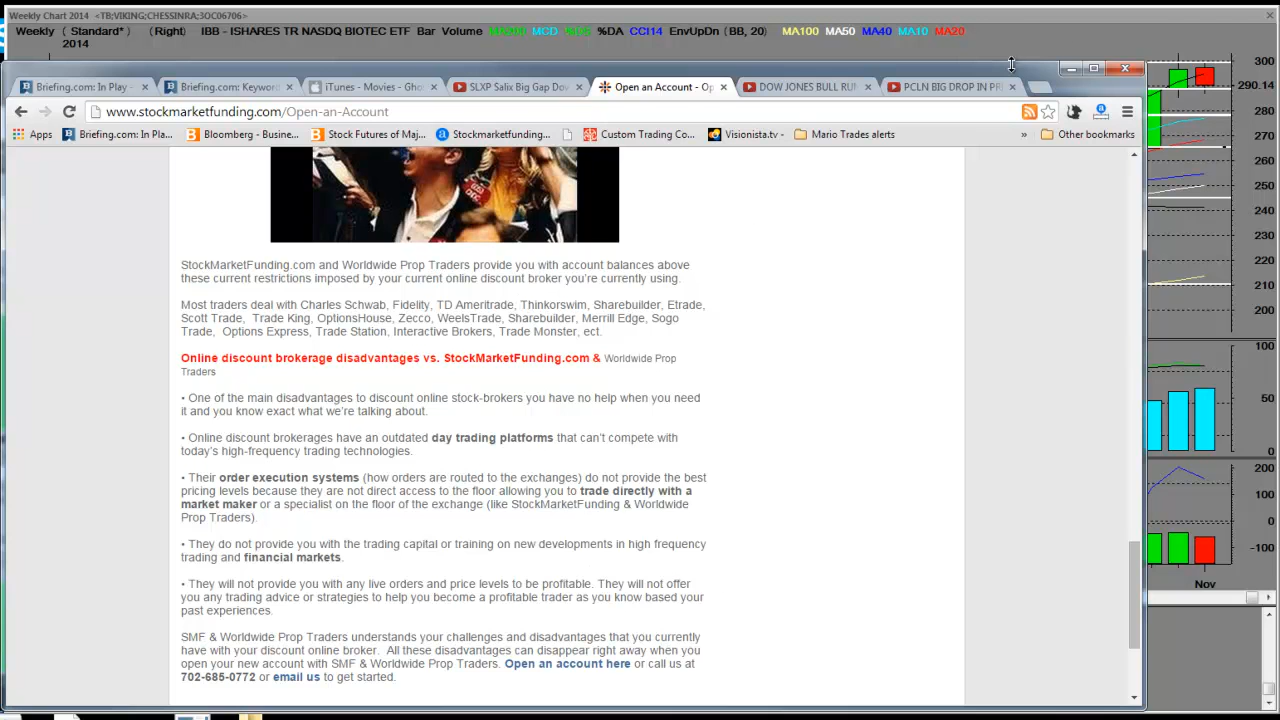 Weekly Chart 2014 <TB;VIKING;CHESSINRA;3OC06706>
Weekly ( Standard*) (Right) IBB - ISHARES TR NASDQ BIOTEC ETF Bar Volume MA200 MCD %DA CCI14 EnvUpDn (BB, 20) MA100 MA50 MA40 MA10 MA20
2014
Briefing.com: In Play -
Briefing.com: Keyword
iTunes - Movies - Gho
SLXP Salix Big Gap Dov
Open an Account - Op
DOW JONES BULL RUN
PCLN BIG DROP IN PRE
www.stockmarketfunding.com/Open-an-Account
Apps
Briefing.com: In Pla...
Bloomberg - Busine...
Stock Futures of Maj...
Stockmarketfunding...
Custom Trading Co...
Visionista.tv -
Mario Trades alerts
»
Other bookmarks
StockMarketFunding.com and Worldwide Prop Traders provide you with account balances above
these current restrictions imposed by your current online discount broker you're currently using.
Most traders deal with Charles Schwab, Fidelity, TD Ameritrade, Thinkorswim, Sharebuilder, Etrade,
Scott Trade, Trade King, OptionsHouse, Zecco, WeelsTrade, Sharebuilder, Merrill Edge, Sogo
Trade, Options Express, Trade Station, Interactive Brokers, Trade Monster, ect.
Online discount brokerage disadvantages vs. StockMarketFunding.com & Worldwide Prop
Traders
• One of the main disadvantages to discount online stock-brokers you have no help when you need
it and you know exact what we're talking about.
• Online discount brokerages have an outdated day trading platforms that can't compete with
today's high-frequency trading technologies.
• Their order execution systems (how orders are routed to the exchanges) do not provide the best
pricing levels because they are not direct access to the floor allowing you to trade directly with a
market maker or a specialist on the floor of the exchange (like StockMarketFunding & Worldwide
Prop Traders).
• They do not provide you with the trading capital or training on new developments in high frequency
trading and financial markets.
• They will not provide you with any live orders and price levels to be profitable. They will not offer
you any trading advice or strategies to help you become a profitable trader as you know based your
past experiences.
SMF & Worldwide Prop Traders understands your challenges and disadvantages that you currently
have with your discount online broker. All these disadvantages can disappear right away when you
open your new account with SMF & Worldwide Prop Traders. Open an account here or call us at
702-685-0772 or email us to get started.
300
290.14
280
270
260
250
240
230
220
210
200
100
50
0
200
100
0
-100
Nov